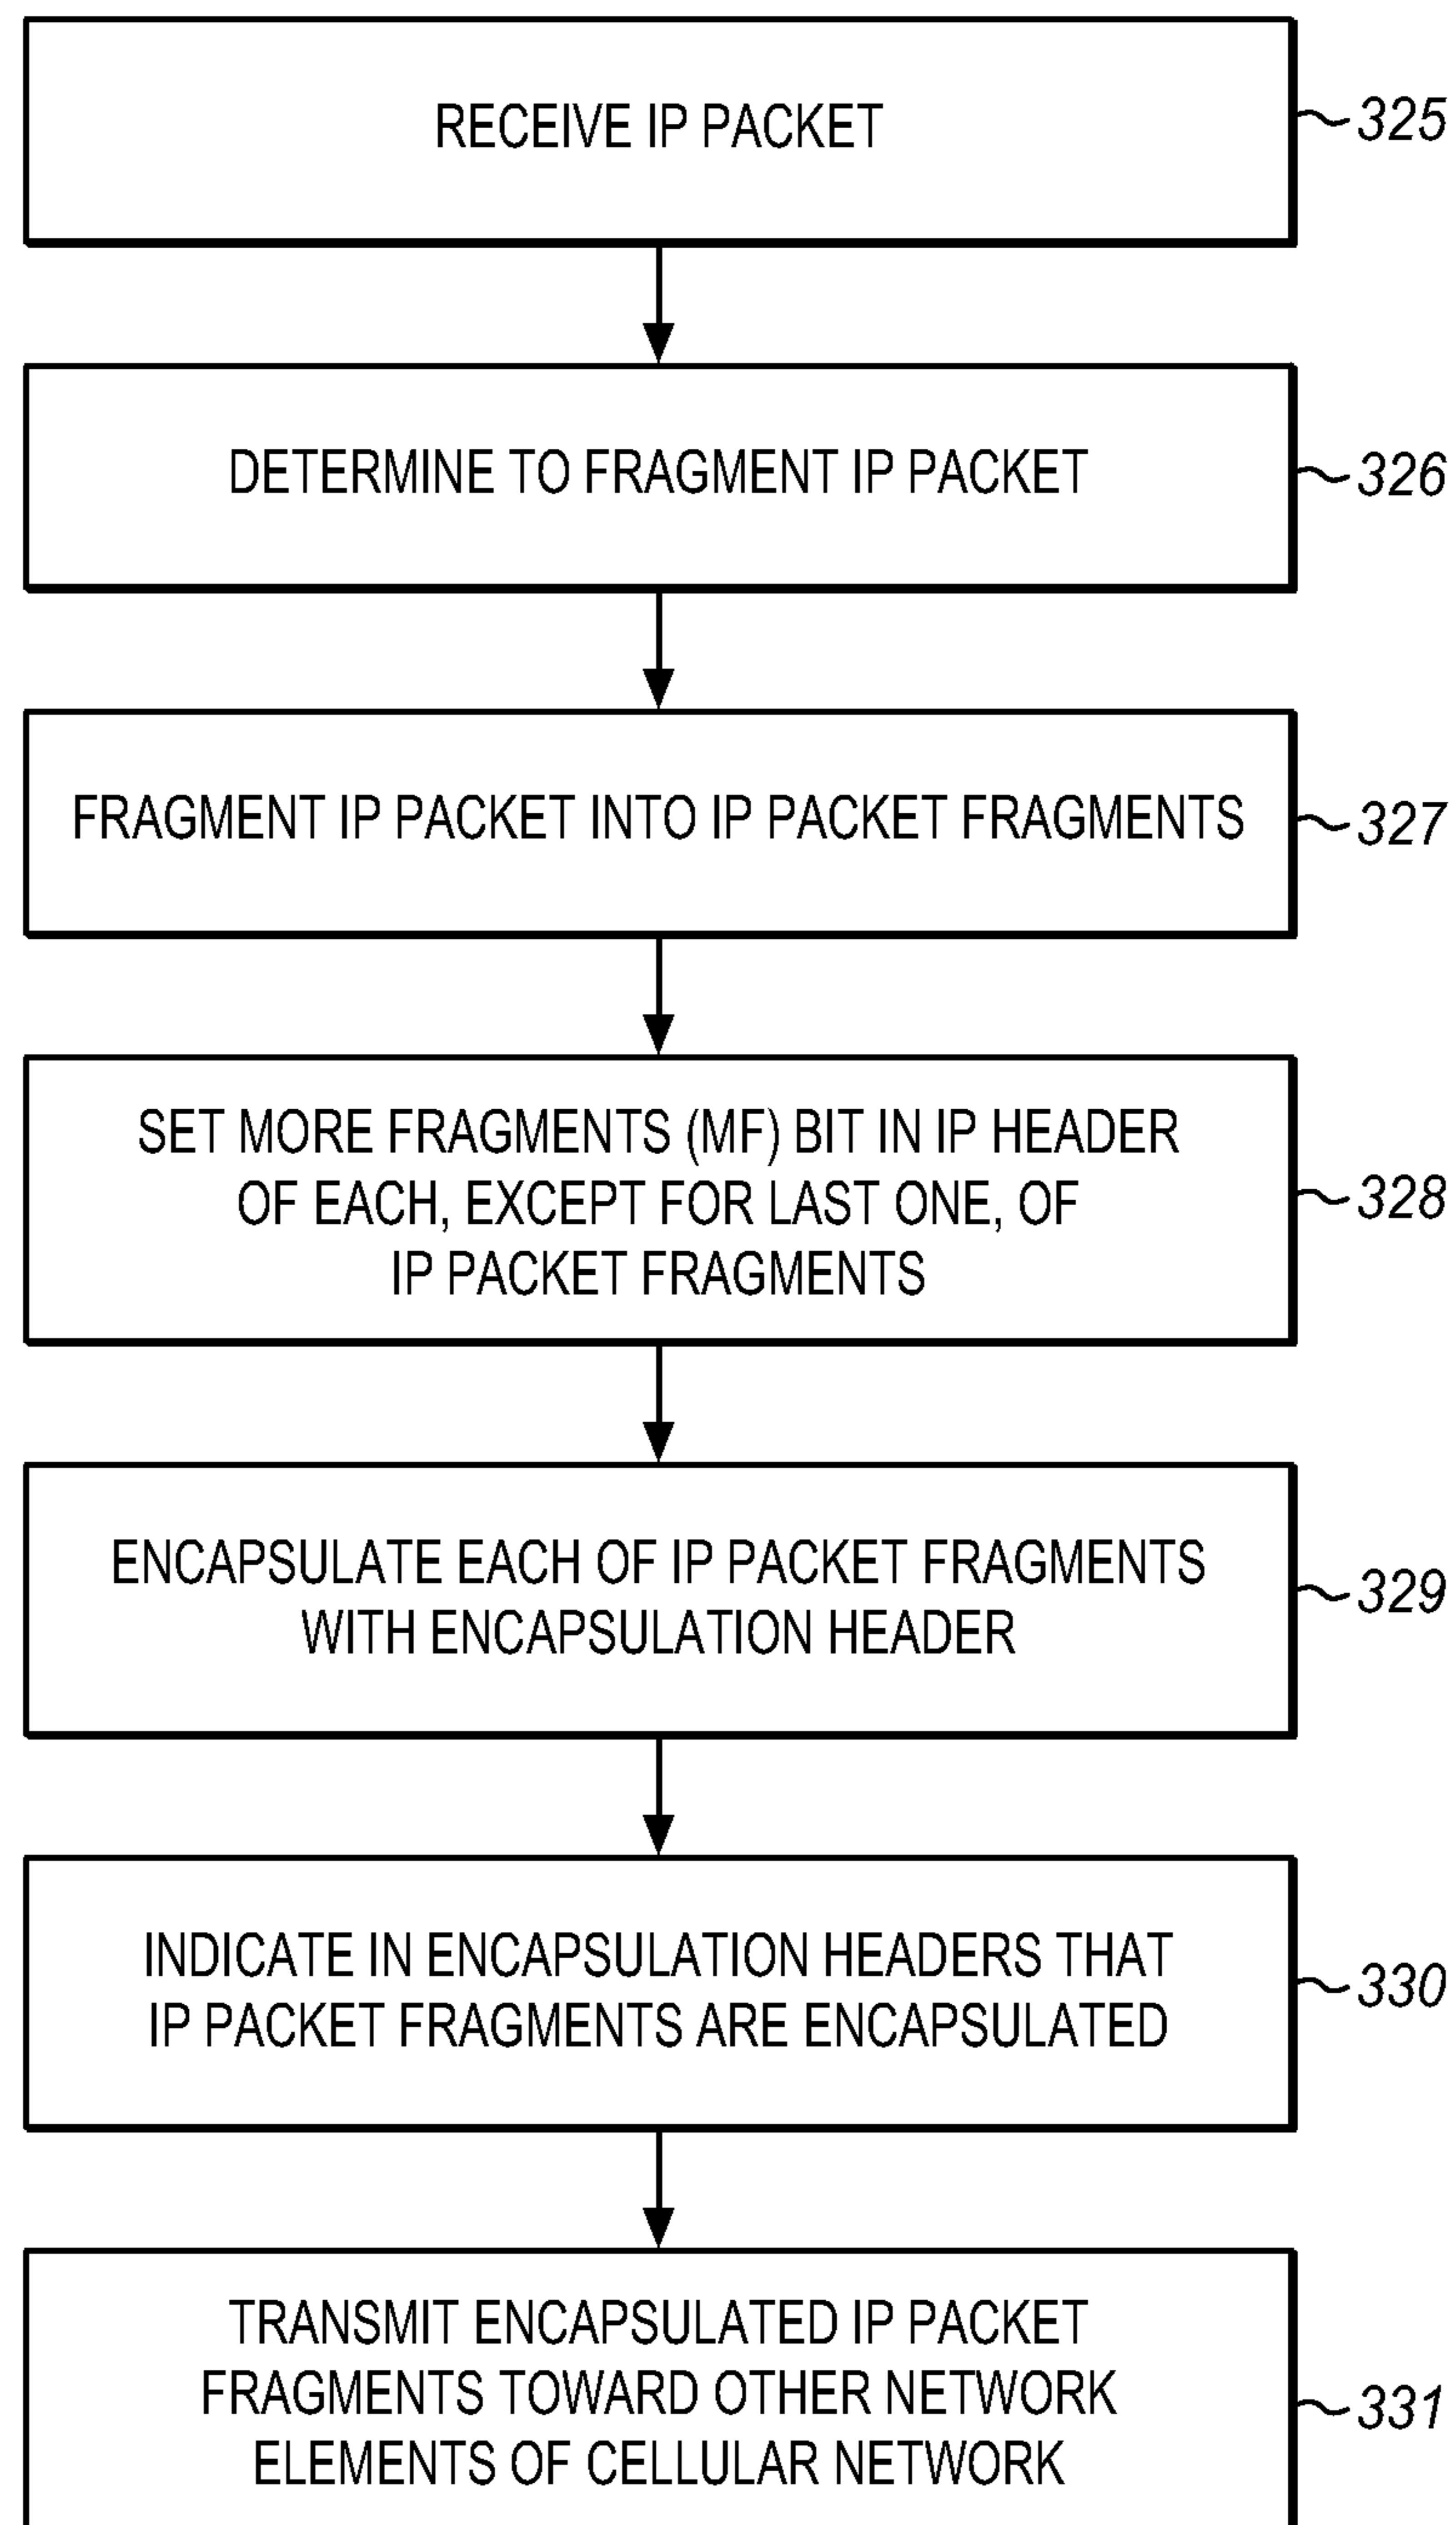 RECEIVE IP PACKET
325
DETERMINE TO FRAGMENT IP PACKET
326
FRAGMENT IP PACKET INTO IP PACKET FRAGMENTS
327
SET MORE FRAGMENTS (MF) BIT IN IP HEADER
OF EACH, EXCEPT FOR LAST ONE, OF
IP PACKET FRAGMENTS
328
ENCAPSULATE EACH OF IP PACKET FRAGMENTS
WITH ENCAPSULATION HEADER
329
INDICATE IN ENCAPSULATION HEADERS THAT
IP PACKET FRAGMENTS ARE ENCAPSULATED
330
TRANSMIT ENCAPSULATED IP PACKET
FRAGMENTS TOWARD OTHER NETWORK
ELEMENTS OF CELLULAR NETWORK
331